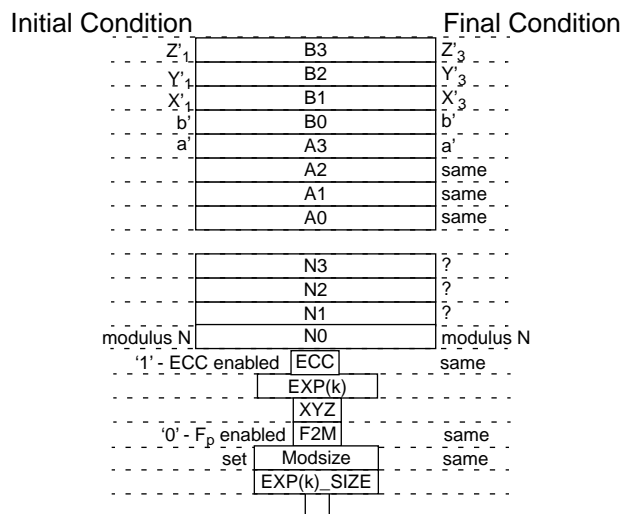 Initial Condition Final Condition
Z'1 B3 Z'3
Y'1 B2 Y'3
X'1 B1 X'3
b' B0 b'
a' A3 a'
A2 same
A1 same
A0 same
N3 ?
N2 ?
N1 ?
modulus N N0 modulus N
‘1’ - ECC enabled ECC same
EXP(k)
XYZ
‘0’ - Fp enabled F2M same
set Modsize same
EXP(k)_SIZE